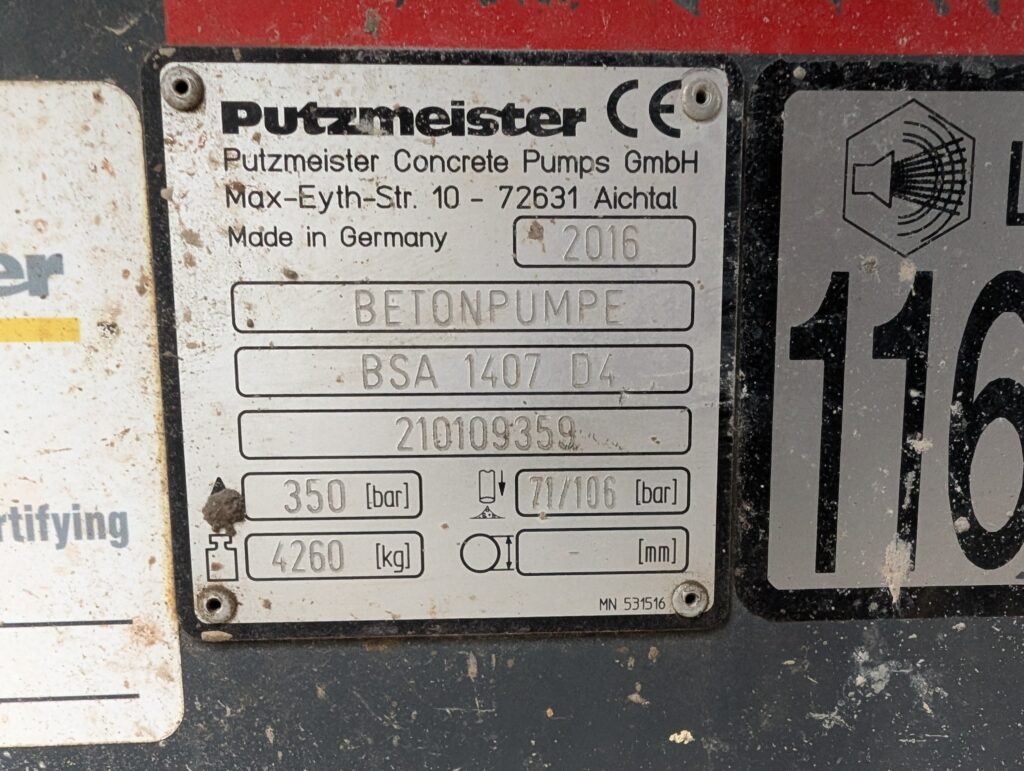 Putzmeister CE
Putzmeister Concrete Pumps GmbH
Max-Eyth-Str. 10 - 72631 Aichtal
Made in Germany 2016
BETONPUMPE
BSA 1407 D4
210109359
350 [bar] 71/106 [bar]
4260 [kg] - [mm]
MN 531516
er
rtifying
L
116